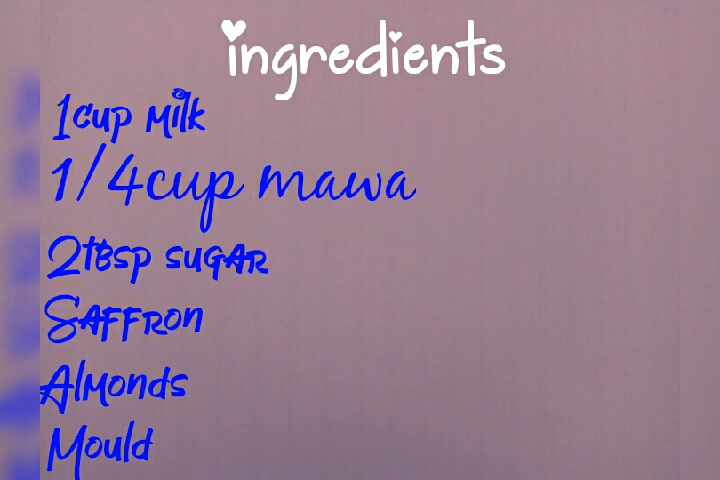 ingredients
1cup milk
1/4cup mawa
2tbsp sugar
Saffron
Almonds
Mould